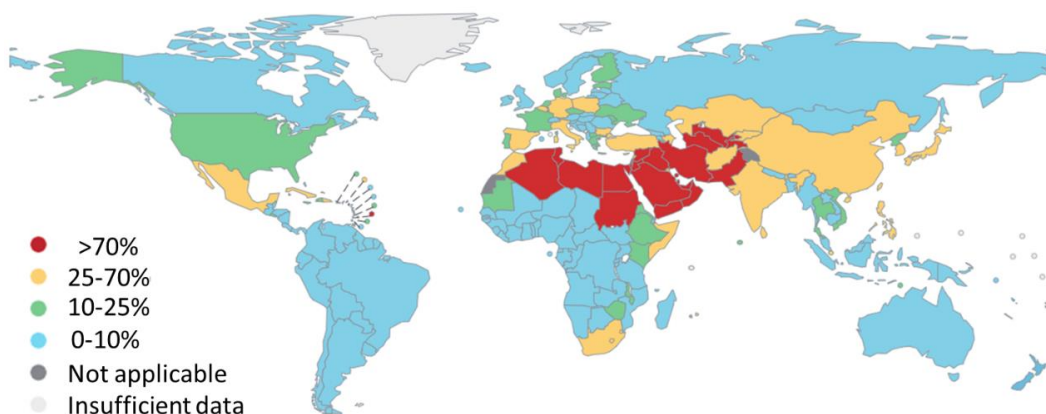 >70%
25-70%
10-25%
0-10%
Not applicable
Insufficient data